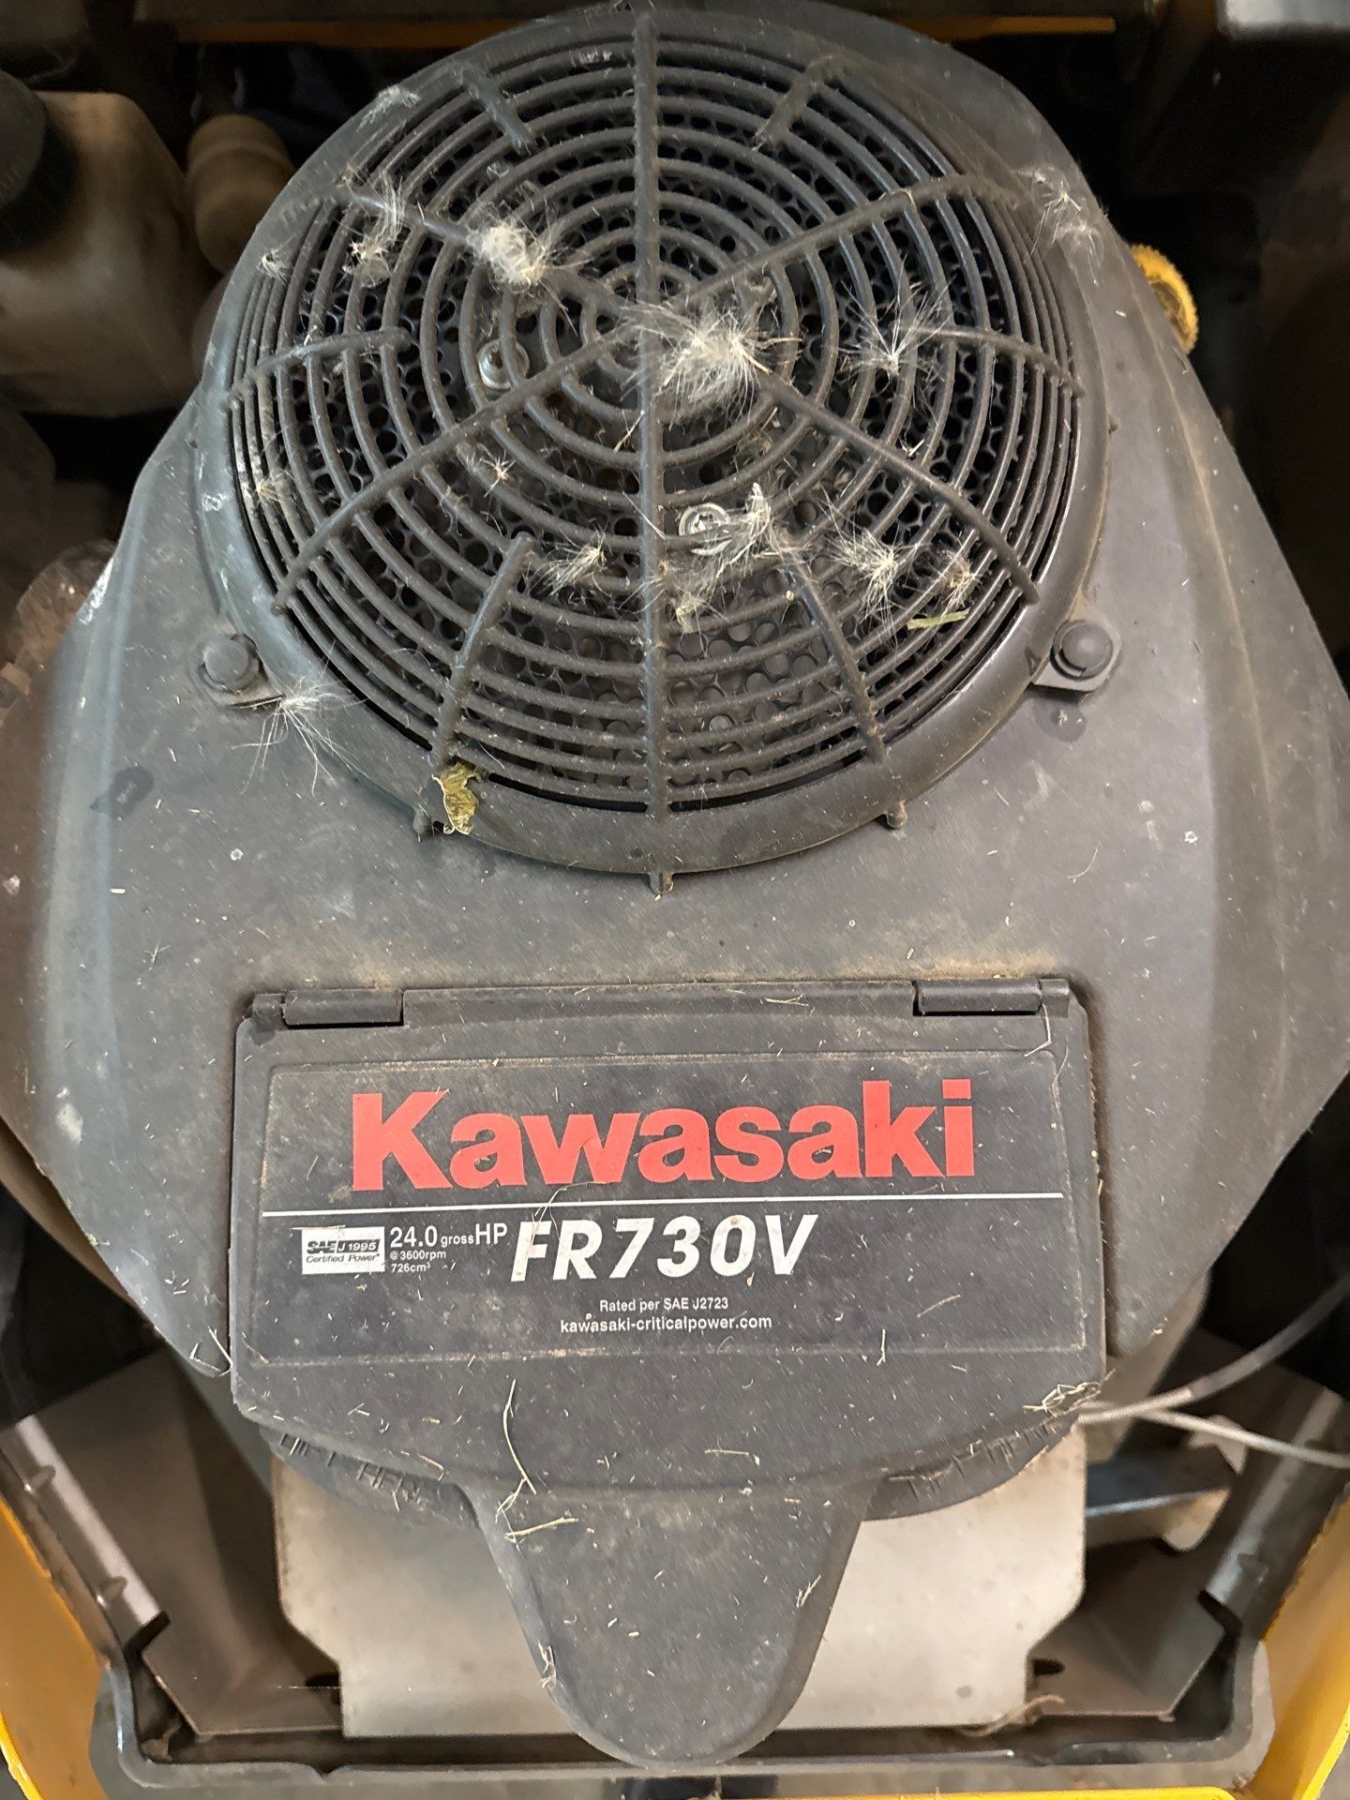 Kawasaki
SAE J1995
Certified Power
24.0 gross HP
@ 3600rpm
726cm³
FR730V
Rated per SAE J2723
kawasaki-criticalpower.com